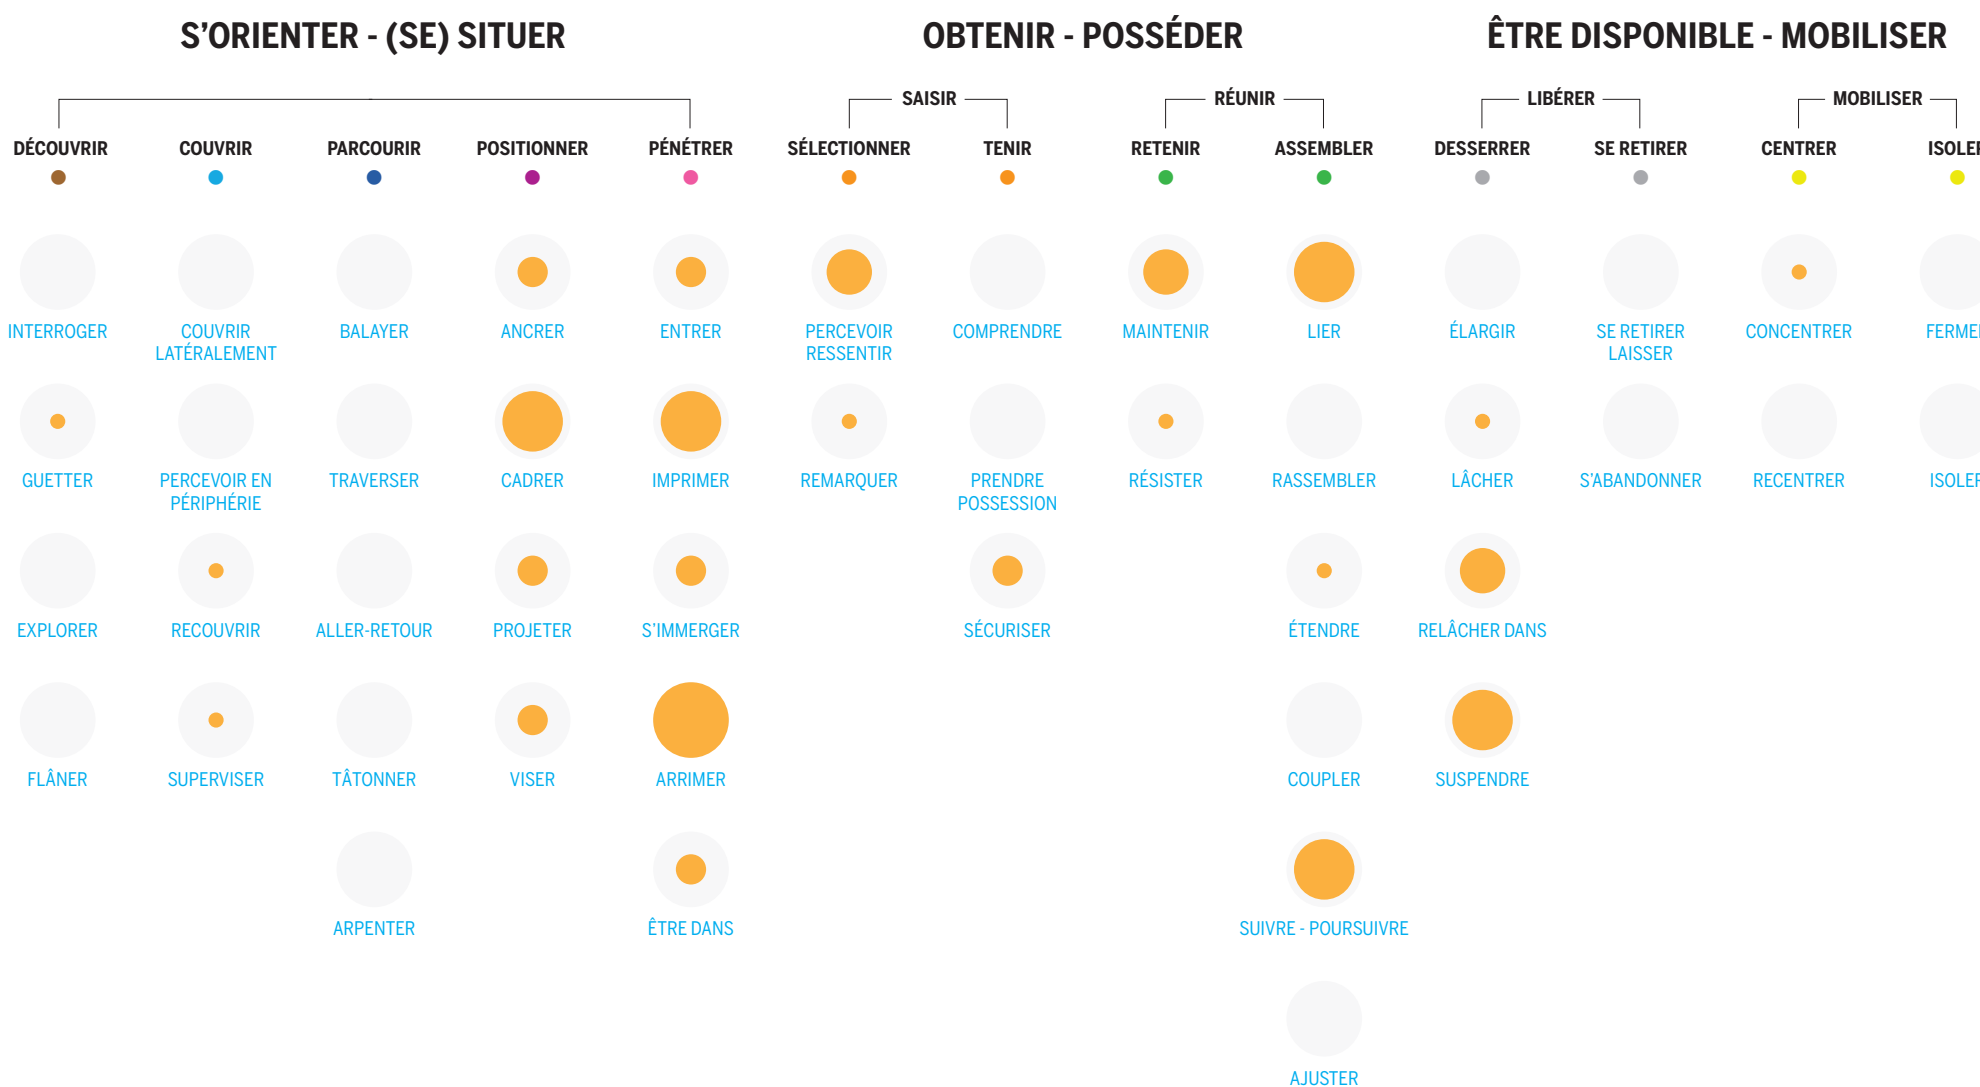 S'ORIENTER - (SE) SITUER
OBTENIR - POSSÉDER
ÊTRE DISPONIBLE - MOBILISER
SAISIR
RÉUNIR
LIBÉRER
MOBILISER
DÉCOUVRIR
COUVRIR
PARCOURIR
POSITIONNER
PÉNÉTRER
SÉLECTIONNER
TENIR
RETENIR
ASSEMBLER
DESSERRER
SE RETIRER
CENTRER
ISOLER
INTERROGER
COUVRIR
LATÉRALEMENT
BALAYER
ANCRER
ENTRER
PERCEVOIR
RESSENTIR
COMPRENDRE
MAINTENIR
LIER
ÉLARGIR
SE RETIRER
LAISSER
CONCENTRER
FERMER
GUETTER
PERCEVOIR EN
PÉRIPHÉRIE
TRAVERSER
CADRER
IMPRIMER
REMARQUER
PRENDRE
POSSESSION
RÉSISTER
RASSEMBLER
LÂCHER
S'ABANDONNER
RECENTRER
ISOLER
EXPLORER
RECOUVRIR
ALLER-RETOUR
PROJETER
S'IMMERGER
SÉCURISER
ÉTENDRE
RELÂCHER DANS
FLÂNER
SUPERVISER
TÂTONNER
VISER
ARRIMER
COUPLER
SUSPENDRE
ARPENTER
ÊTRE DANS
SUIVRE - POURSUIVRE
AJUSTER